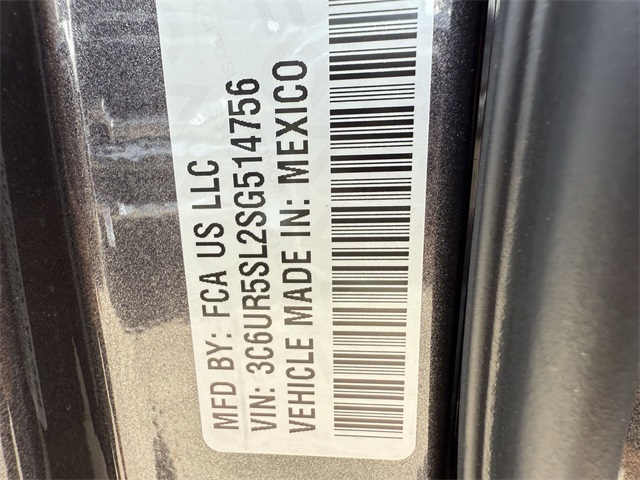 MFD BY: FCA US LLC
VIN: 3C6UR5SL2SG514756
VEHICLE MADE IN: MEXICO